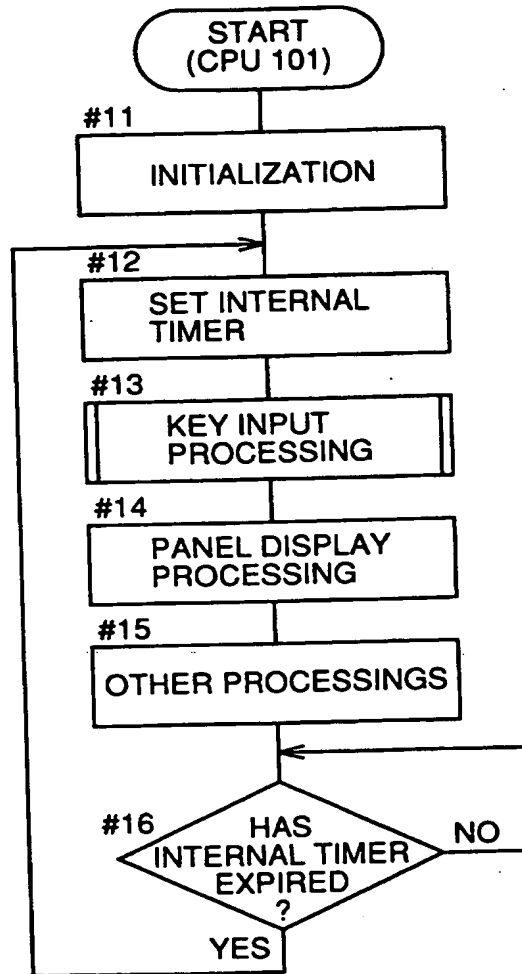 START
(CPU 101)
#11
INITIALIZATION
#12
SET INTERNAL
TIMER
#13
KEY INPUT
PROCESSING
#14
PANEL DISPLAY
PROCESSING
#15
OTHER PROCESSINGS
#16
HAS
INTERNAL TIMER
EXPIRED
?
NO
YES